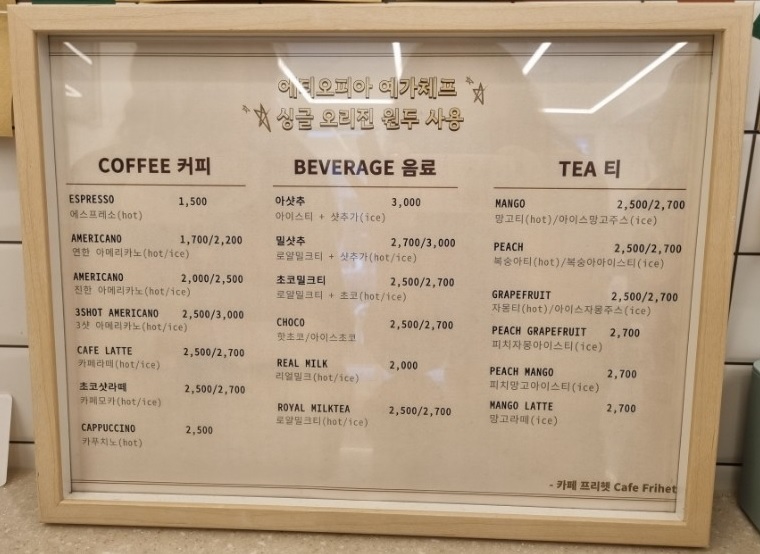 에티오피아 예가체프
싱글 오리진 원두 사용
COFFEE 커피
ESPRESSO 1,500
에스프레소(hot)
AMERICANO 1,700/2,200
연한 아메리카노(hot/ice)
AMERICANO 2,000/2,500
진한 아메리카노(hot/ice)
3SHOT AMERICANO 2,500/3,000
3샷 아메리카노(hot/ice)
CAFE LATTE 2,500/2,700
카페라떼(hot/ice)
초코샷라떼 2,500/2,700
카페모카(hot/ice)
CAPPUCCINO 2,500
카푸치노(hot)
BEVERAGE 음료
아샷추 3,000
아이스티 + 샷추가(ice)
밀샷추 2,700/3,000
로얄밀크티 + 샷추가(hot/ice)
초코밀크티 2,500/2,700
로얄밀크티 + 초코(hot/ice)
CHOCO 2,500/2,700
핫초코/아이스초코
REAL MILK 2,000
리얼밀크(hot/ice)
ROYAL MILKTEA 2,500/2,700
로얄밀크티(hot/ice)
TEA 티
MANGO 2,500/2,700
망고티(hot)/아이스망고주스(ice)
PEACH 2,500/2,700
복숭아티(hot)/복숭아아이스티(ice)
GRAPEFRUIT 2,500/2,700
자몽티(hot)/아이스자몽주스(ice)
PEACH GRAPEFRUIT 2,700
피치자몽아이스티(ice)
PEACH MANGO 2,700
피치망고아이스티(ice)
MANGO LATTE 2,700
망고라떼(ice)
- 카페 프리헷 Cafe Frihet